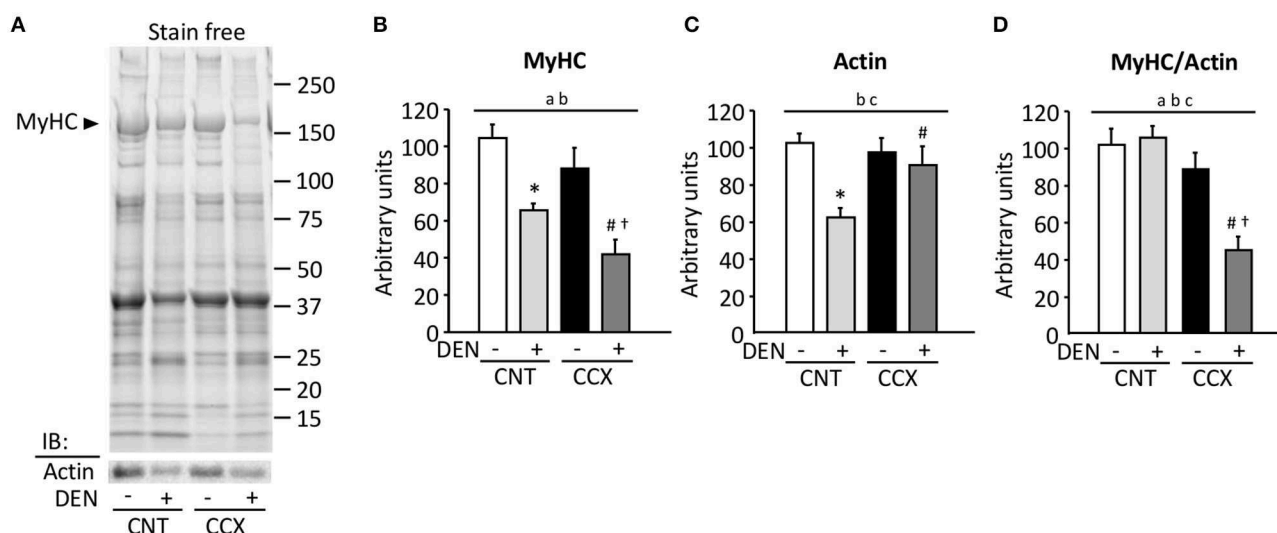 A
Stain free
MyHC
250
150
100
75
50
37
25
20
15
IB:
Actin
DEN - + - +
CNT CCX
B
MyHC
a b
Arbitrary units
120
100
80
60
40
20
0
*
# †
DEN - + - +
CNT CCX
C
Actin
b c
Arbitrary units
120
100
80
60
40
20
0
*
#
DEN - + - +
CNT CCX
D
MyHC/Actin
a b c
Arbitrary units
120
100
80
60
40
20
0
# †
DEN - + - +
CNT CCX